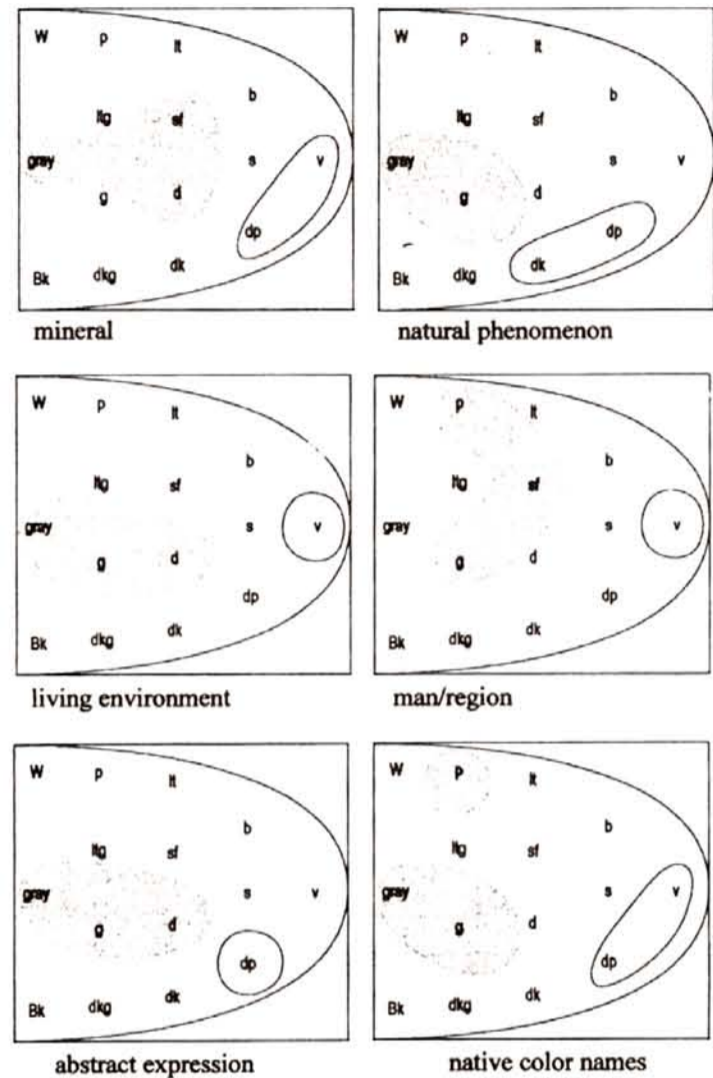 W p lt
b
ltg sf
gray s v
g d
dp
Bk dkg dk
mineral
W p lt
b
ltg sf
gray s v
g d
dp
Bk dkg dk
natural phenomenon
W p lt
b
ltg sf
gray s v
g d
dp
Bk dkg dk
living environment
W p lt
b
ltg sf
gray s v
g d
dp
Bk dkg dk
man/region
W p lt
b
ltg sf
gray s v
g d
dp
Bk dkg dk
abstract expression
W p lt
b
ltg sf
gray s v
g d
dp
Bk dkg dk
native color names